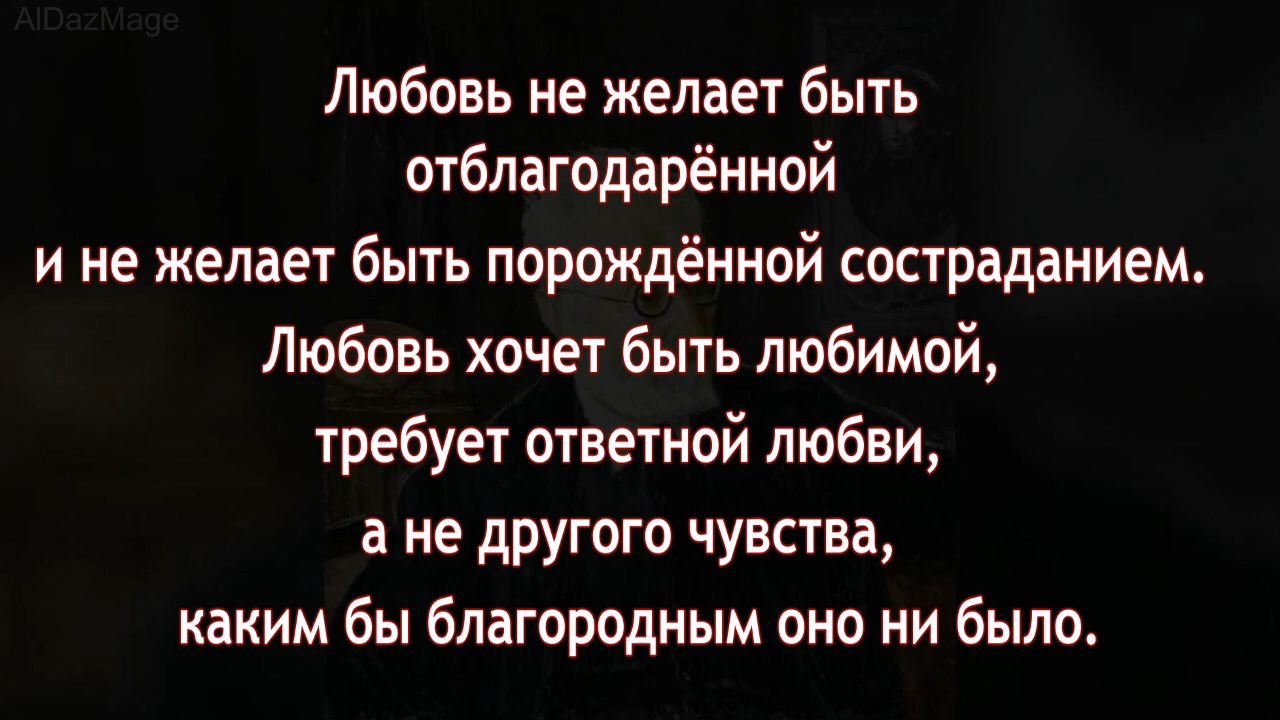 AlDazMage
Любовь не желает быть
отблагодарённой
и не желает быть порождённой состраданием.
Любовь хочет быть любимой,
требует ответной любви,
а не другого чувства,
каким бы благородным оно ни было.